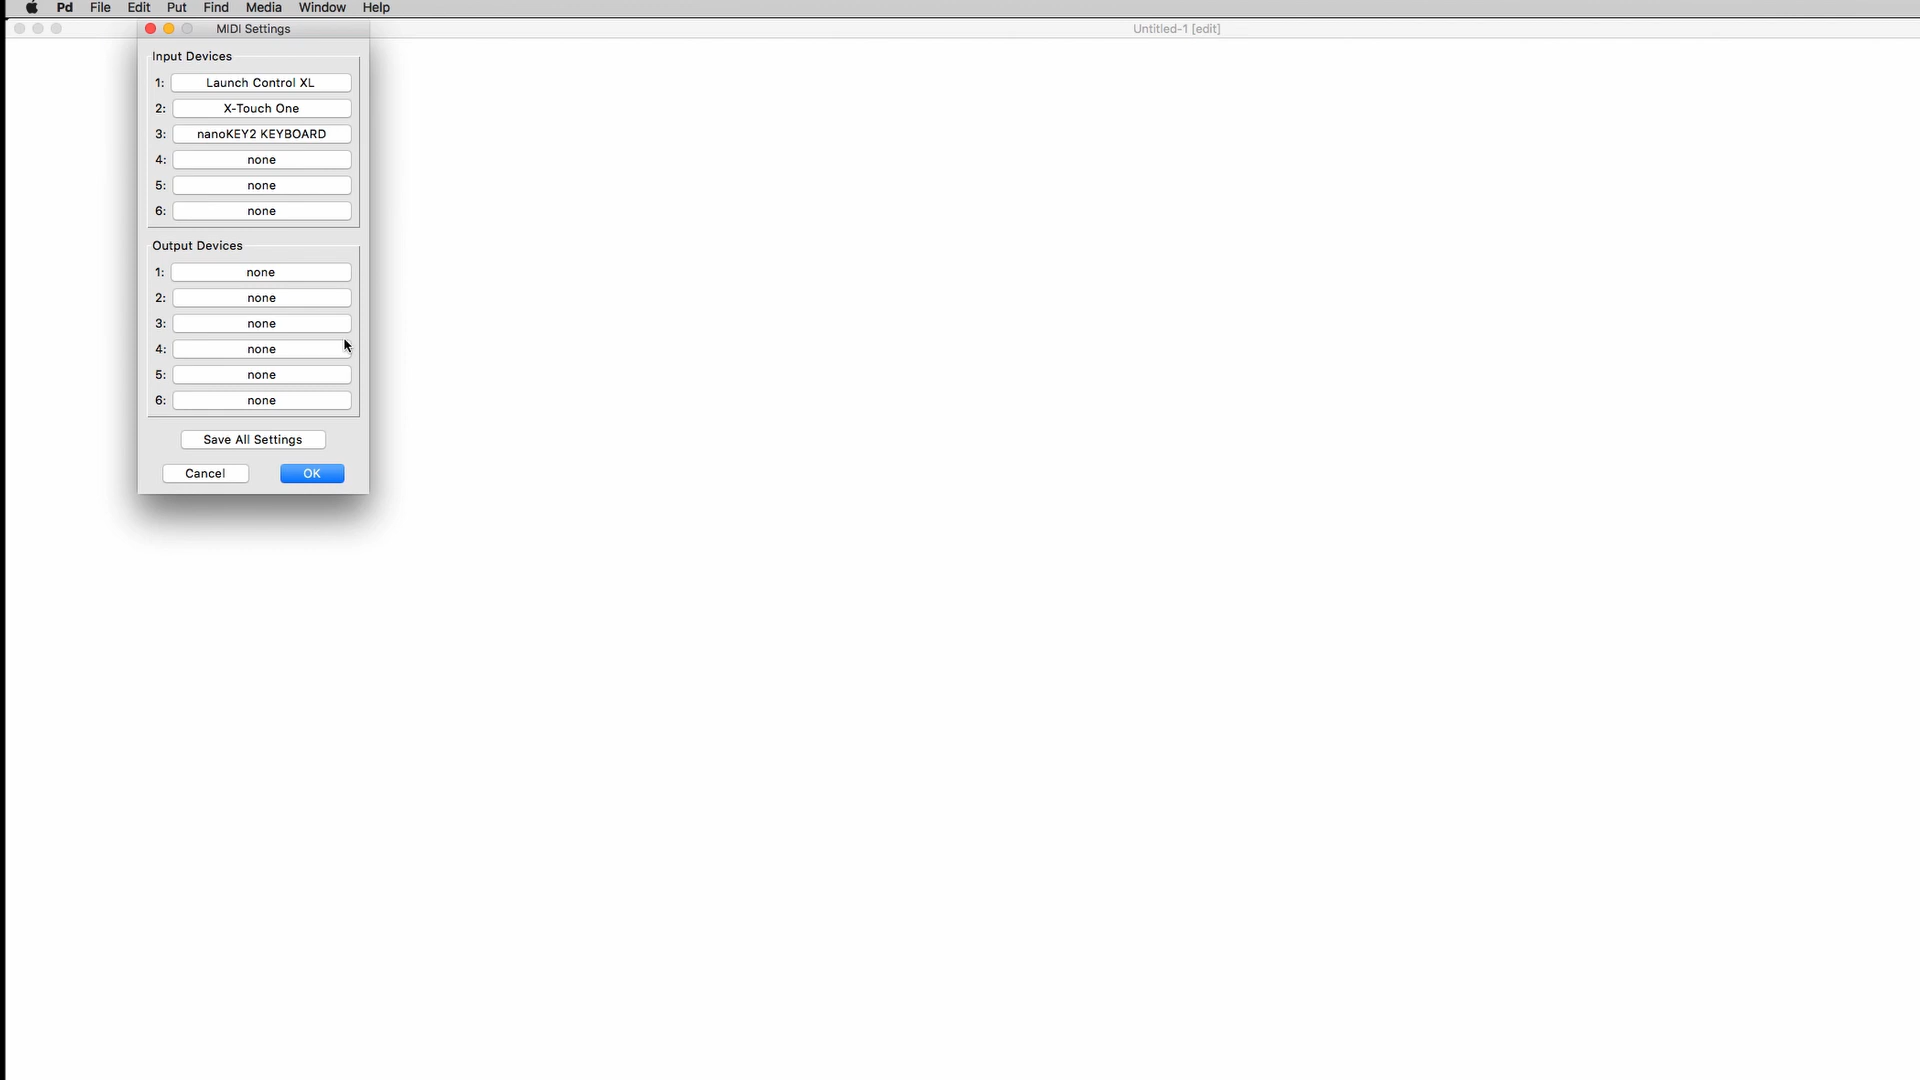 Pd File Edit Put Find Media Window Help
MIDI Settings
Untitled-1 [edit]
Input Devices
1: Launch Control XL
2: X-Touch One
3: nanoKEY2 KEYBOARD
4: none
5: none
6: none
Output Devices
1: none
2: none
3: none
4: none
5: none
6: none
Save All Settings
Cancel OK